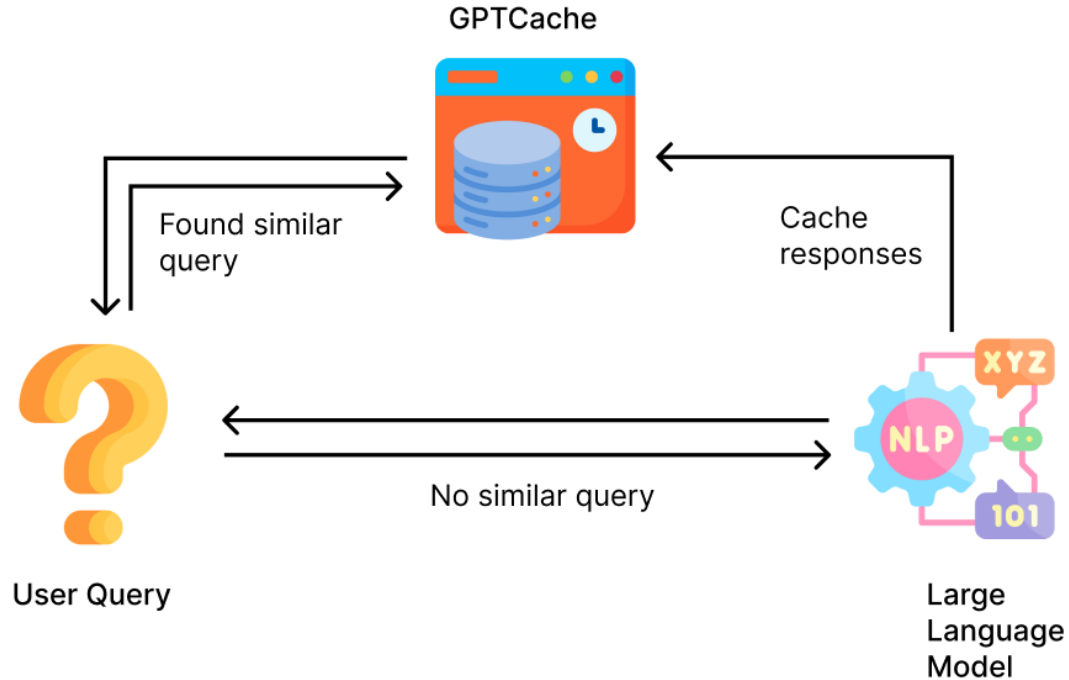 GPTCache
Found similar
query
Cache
responses
XYZ
NLP
101
No similar query
User Query
Large
Language
Model